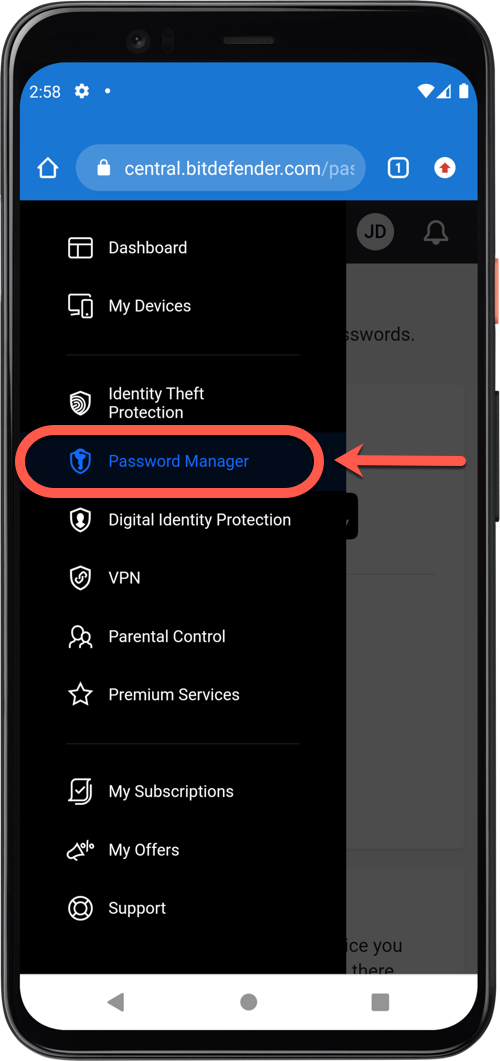 2:58
central.bitdefender.com/pas
1
Dashboard
JD
My Devices
sswords.
Identity Theft
Protection
Password Manager
Digital Identity Protection
VPN
Parental Control
Premium Services
My Subscriptions
My Offers
Support
ice you
there